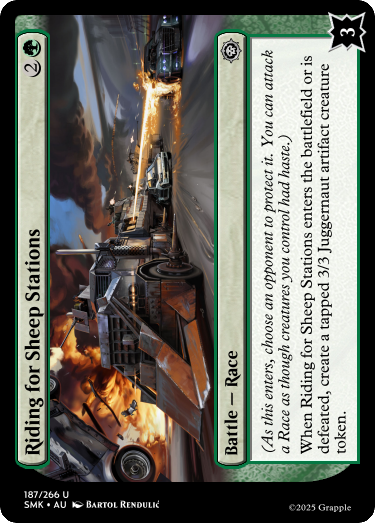 Riding for Sheep Stations
2
Battle — Race
(As this enters, choose an opponent to protect it. You can attack
a Race as though creatures you control had haste.)
When Riding for Sheep Stations enters the battlefield or is
defeated, create a tapped 3/3 Juggernaut artifact creature
token.
3
187/266 U
SMK • AU Bartol Rendulić
©2025 Grapple